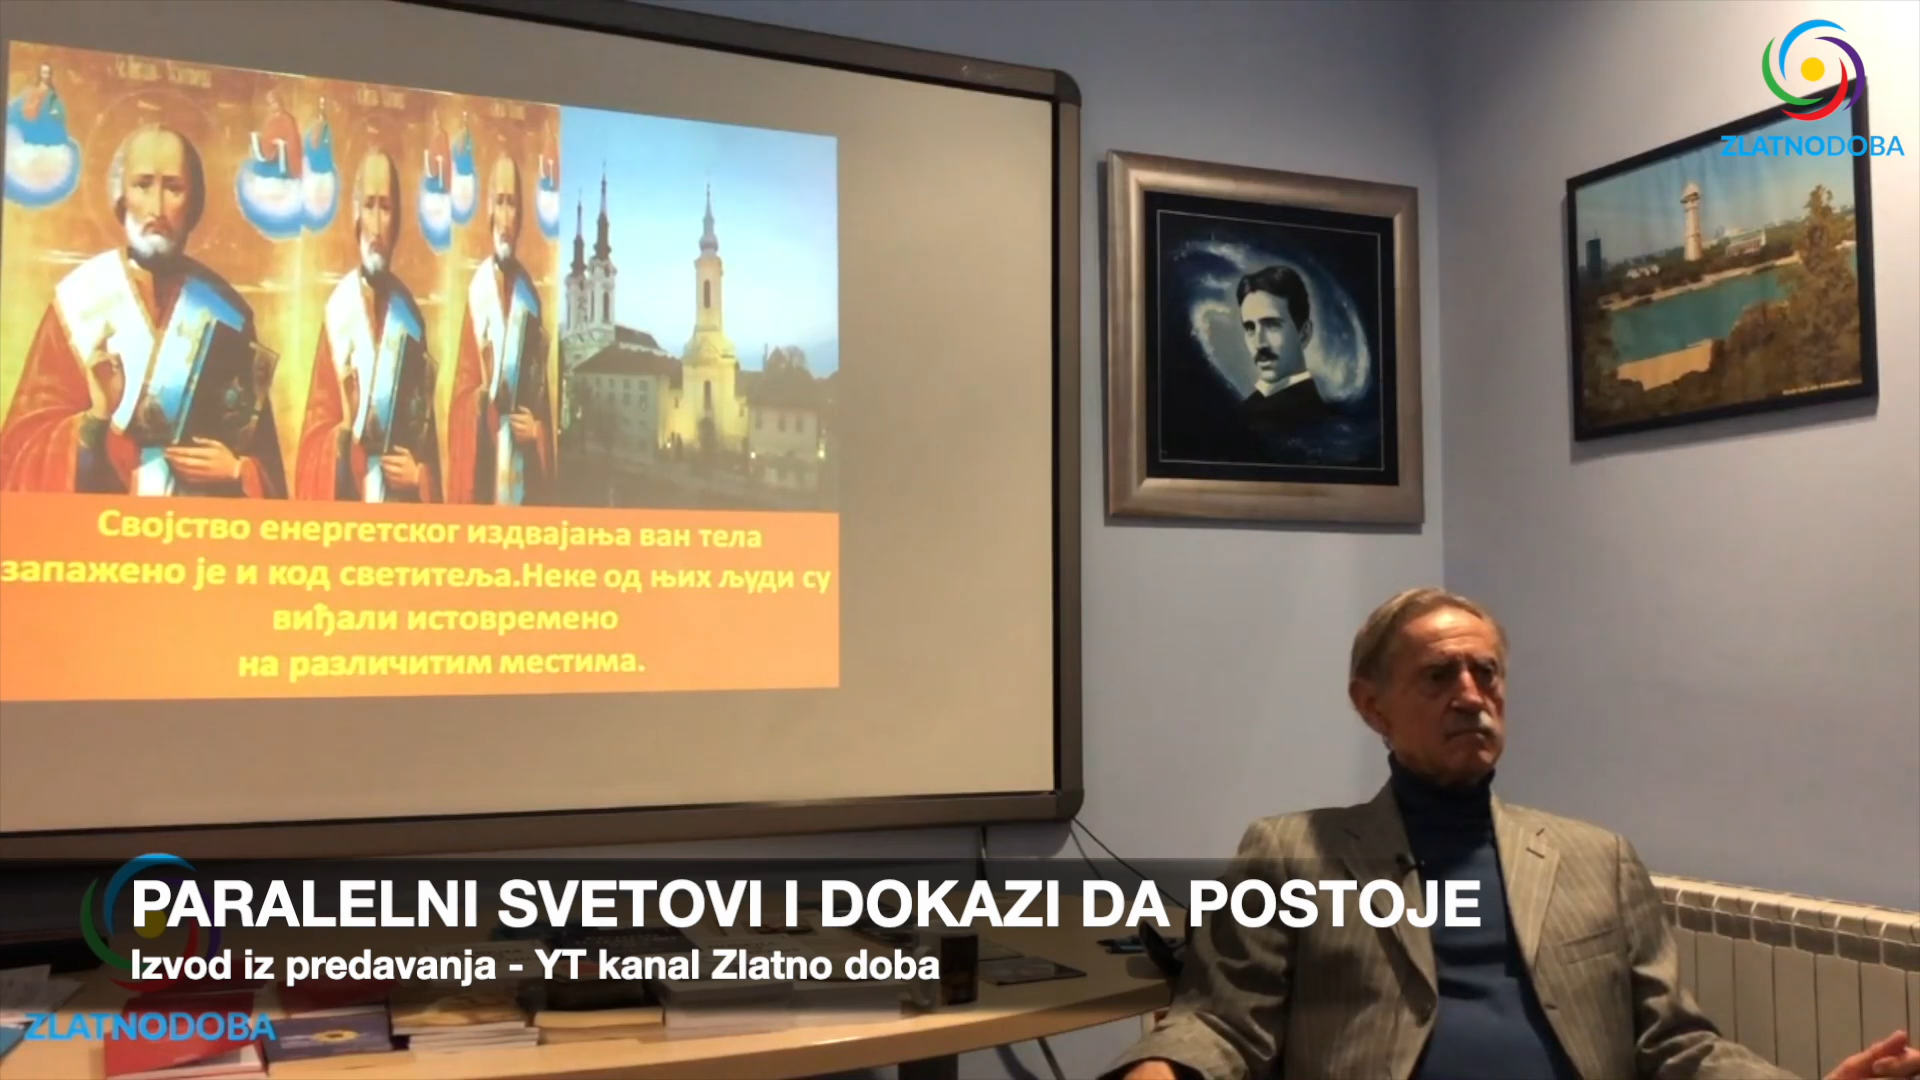 ZLATNODOBA
Својство енергетског издвајања ван тела
запажено је и код светитеља.Неке од њих људи су
виђали истовремено
на различитим местима.
PARALELNI SVETOVI I DOKAZI DA POSTOJE
Izvod iz predavanja - YT kanal Zlatno doba
ZLATNODOBA